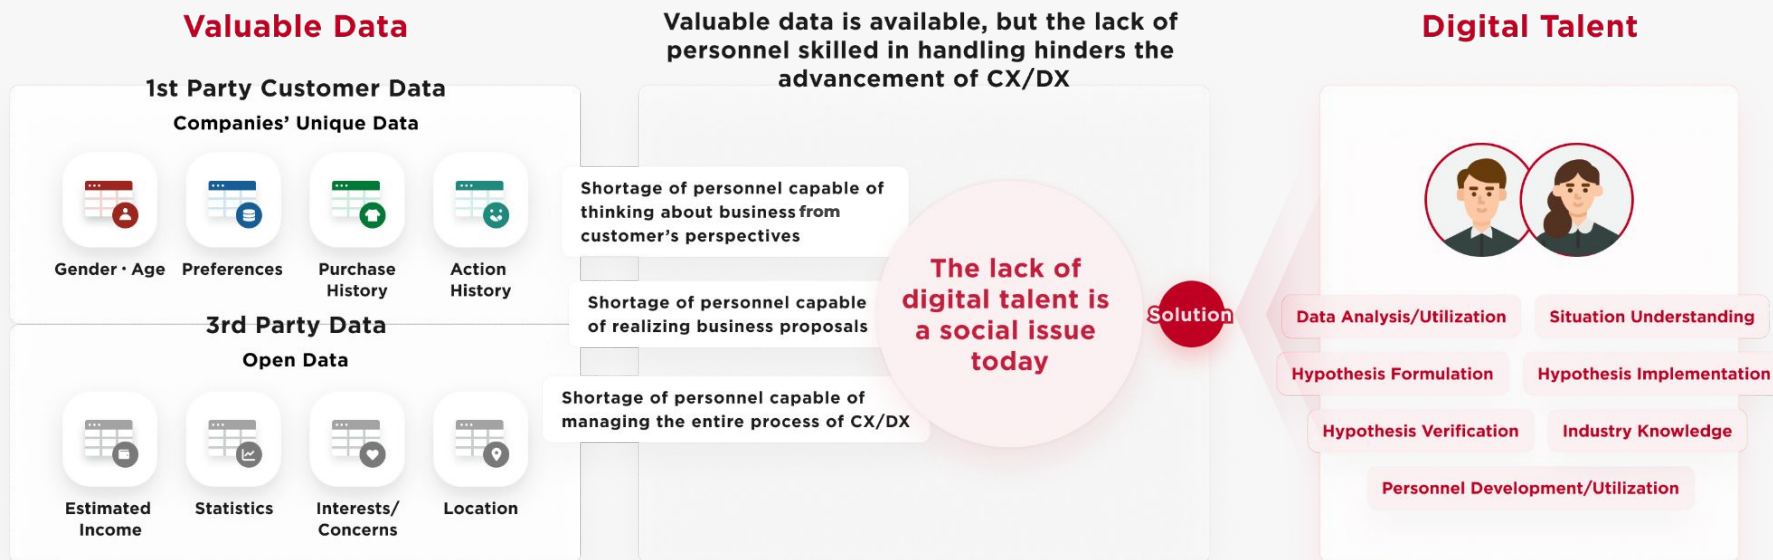 Valuable Data
1st Party Customer Data
Companies’ Unique Data
Gender · Age
Preferences
Purchase
History
Action
History
3rd Party Data
Open Data
Estimated
Income
Statistics
Interests/
Concerns
Location
Valuable data is available, but the lack of
personnel skilled in handling hinders the
advancement of CX/DX
Shortage of personnel capable of
thinking about business from
customer’s perspectives
Shortage of personnel capable
of realizing business proposals
Shortage of personnel capable of
managing the entire process of CX/DX
The lack of
digital talent is
a social issue
today
Solution
Digital Talent
Data Analysis/Utilization
Situation Understanding
Hypothesis Formulation
Hypothesis Implementation
Hypothesis Verification
Industry Knowledge
Personnel Development/Utilization